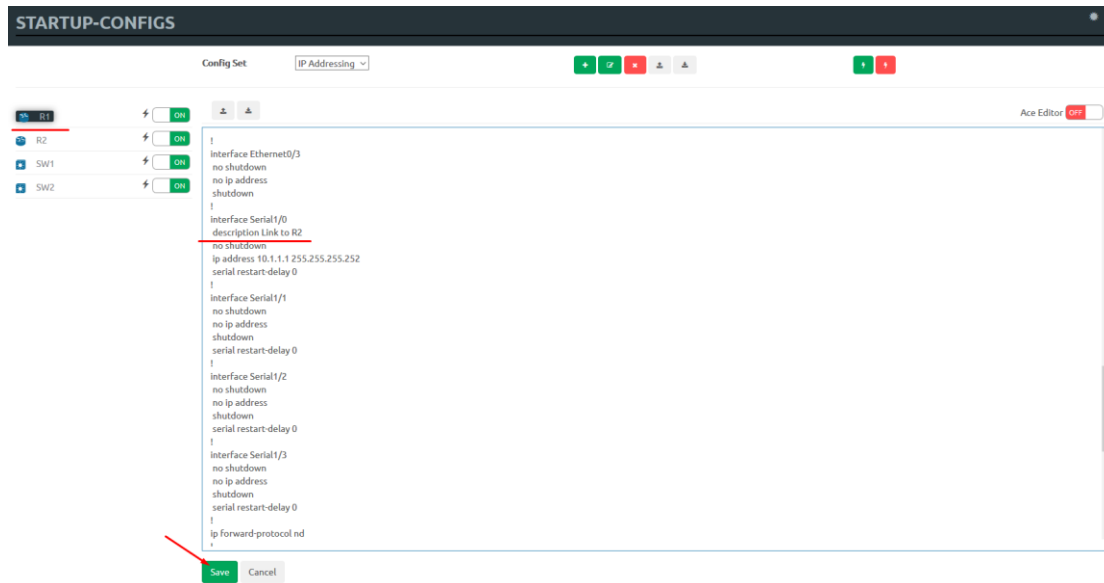 STARTUP-CONFIGS
Config Set
IP Addressing
R1
ON
R2
ON
SW1
ON
SW2
ON
Ace Editor OFF
!
interface Ethernet0/3
no shutdown
no ip address
shutdown
!
interface Serial1/0
description Link to R2
no shutdown
ip address 10.1.1.1 255.255.255.252
serial restart-delay 0
!
interface Serial1/1
no shutdown
no ip address
shutdown
serial restart-delay 0
!
interface Serial1/2
no shutdown
no ip address
shutdown
serial restart-delay 0
!
interface Serial1/3
no shutdown
no ip address
shutdown
serial restart-delay 0
!
ip forward-protocol nd
!
Save Cancel